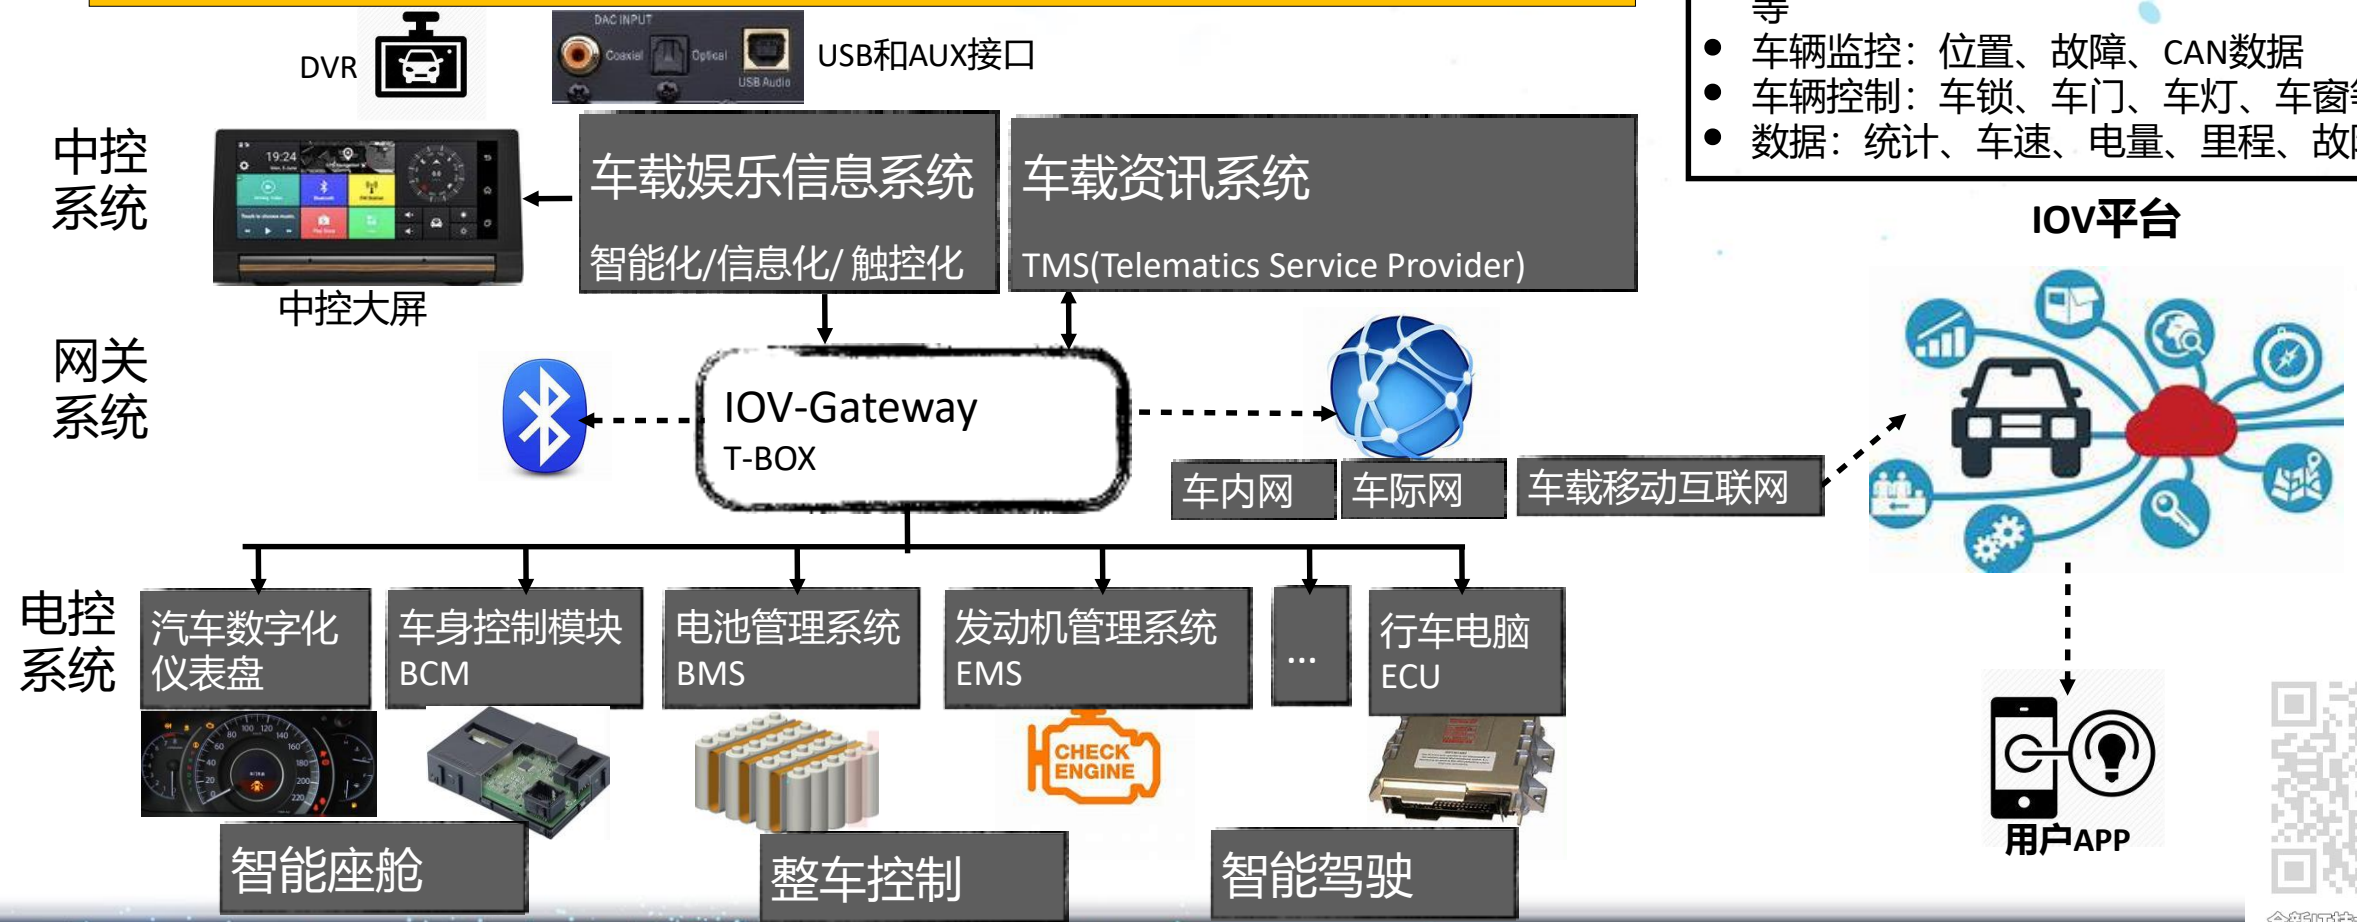 等
DVR
DAC INPUT
Coaxial
Optical
USB Audio
USB和AUX接口
● 车辆监控：位置、故障、CAN数据
● 车辆控制：车锁、车门、车灯、车窗
● 数据：统计、车速、电量、里程、故
中控
系统
19:24
车载娱乐信息系统
智能化/信息化/ 触控化
车载资讯系统
TMS(Telematics Service Provider)
中控大屏
IOV平台
网关
系统
IOV-Gateway
T-BOX
车内网
车际网
车载移动互联网
电控
系统
汽车数字化
仪表盘
车身控制模块
BCM
电池管理系统
BMS
发动机管理系统
EMS
...
行车电脑
ECU
CHECK
ENGINE
用户APP
智能座舱
整车控制
智能驾驶